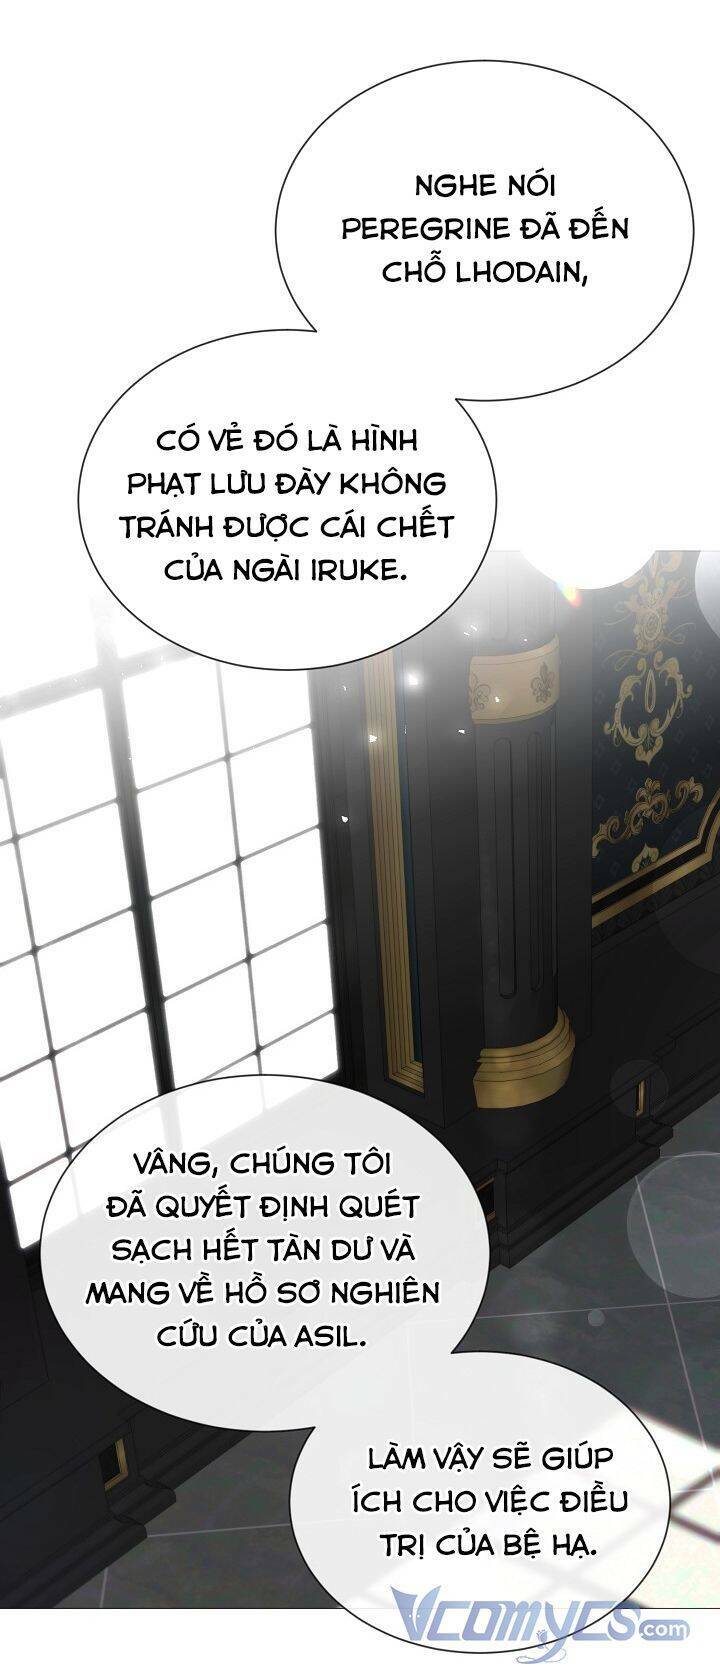 NGHE NÓI
PEREGRINE ĐÃ ĐẾN
CHỖ LHODAIN,
CÓ VẺ ĐÓ LÀ HÌNH
PHẠT LƯU ĐÀY KHÔNG
TRÁNH ĐƯỢC CÁI CHẾT
CỦA NGÀI IRUKE.
VÂNG, CHÚNG TÔI
ĐÃ QUYẾT ĐỊNH QUÉT
SẠCH HẾT TÀN DƯ VÀ
MANG VỀ HỒ SƠ NGHIÊN
CỨU CỦA ASIL.
LÀM VẬY SẼ GIÚP
ÍCH CHO VIỆC ĐIỀU
TRỊ CỦA BỆ HẠ.
VCOMYCS.com